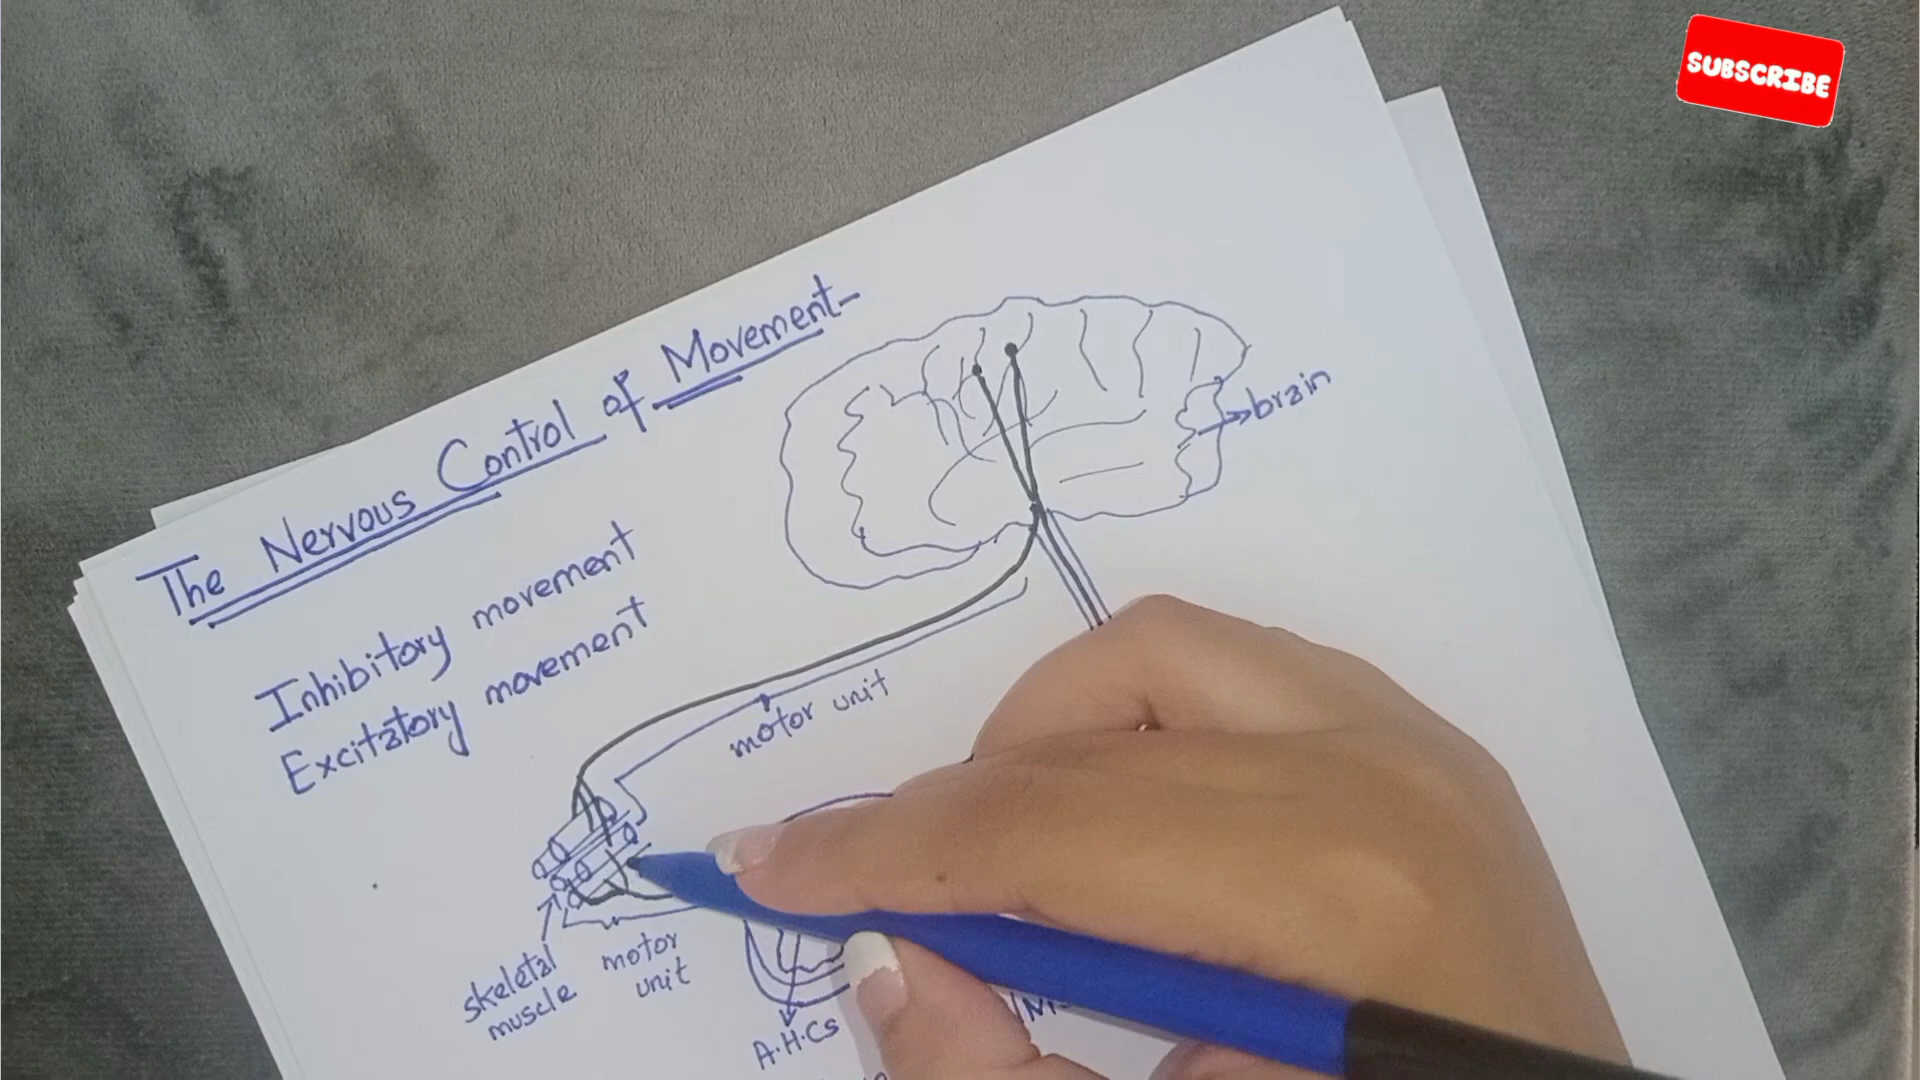 SUBSCRIBE
The Nervous Control of Movement-
Inhibitory movement
Excitatory movement
brain
motor unit
skeletal
muscle
motor
unit
A.H.Cs